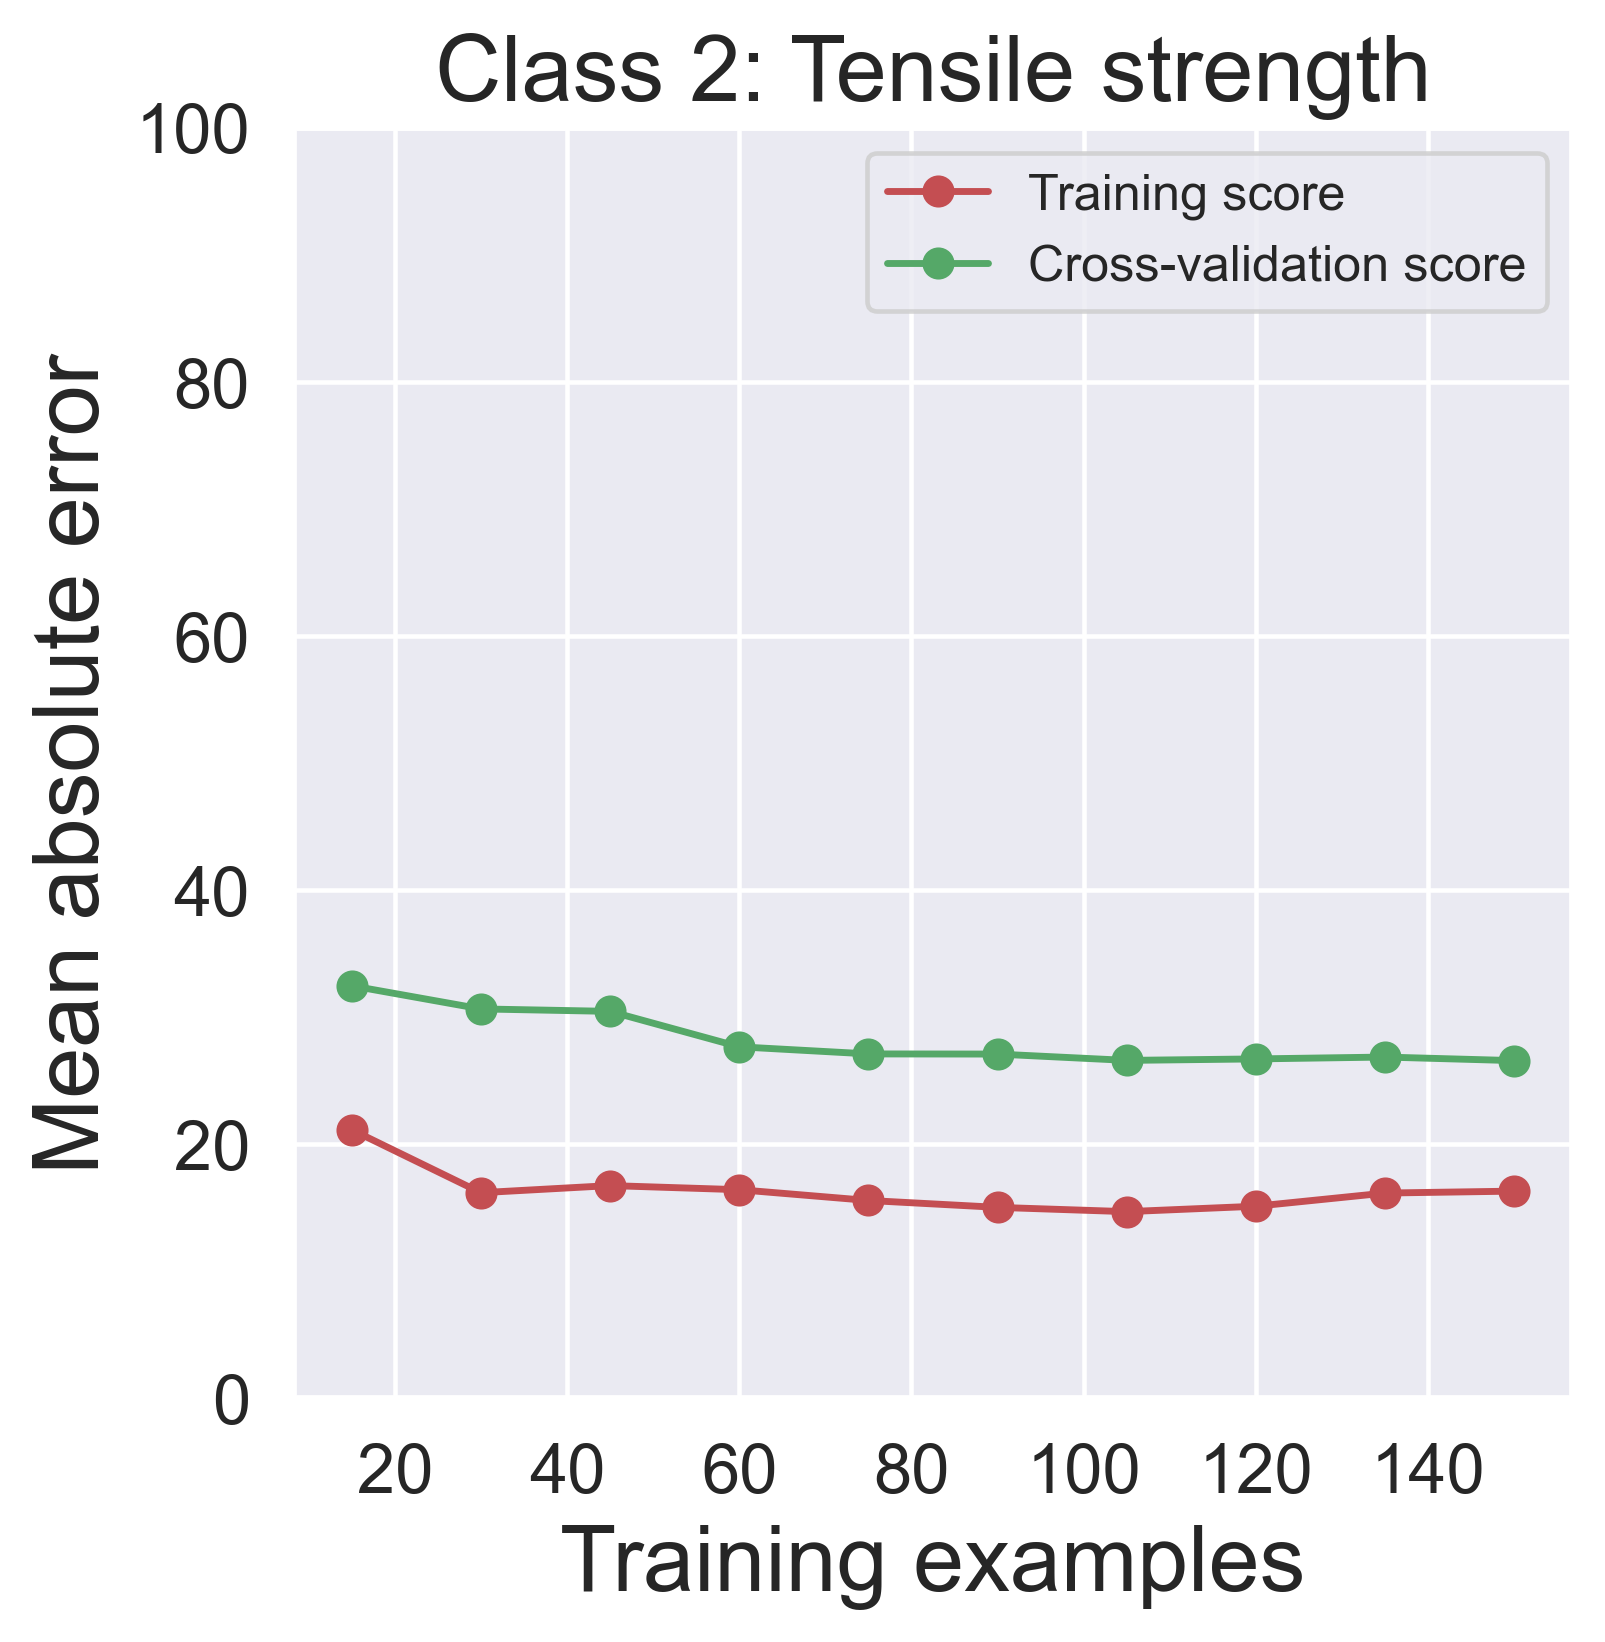 Class 2: Tensile strength
100
80
60
40
20
0
Mean absolute error
Training score
Cross-validation score
20 40 60 80 100 120 140
Training examples